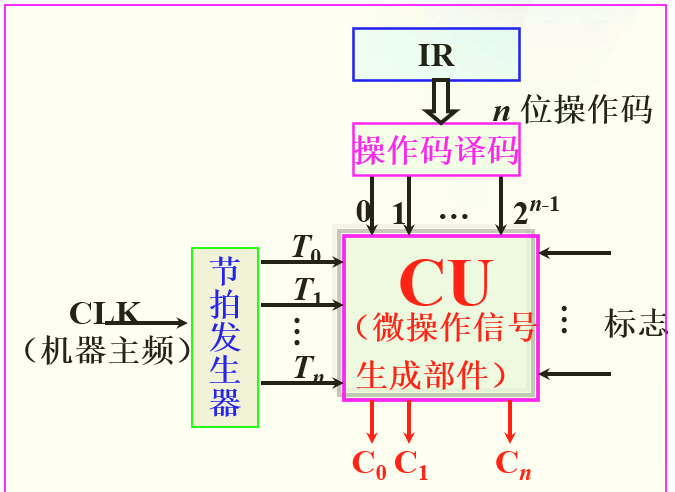 IR
n 位操作码
操作码译码
0 1 … 2^{n-1}
T_0
T_1
⋮
T_n
节拍发生器
CLK
（机器主频）
CU
（微操作信号
生成部件）
⋮
标志
C_0 C_1 C_n